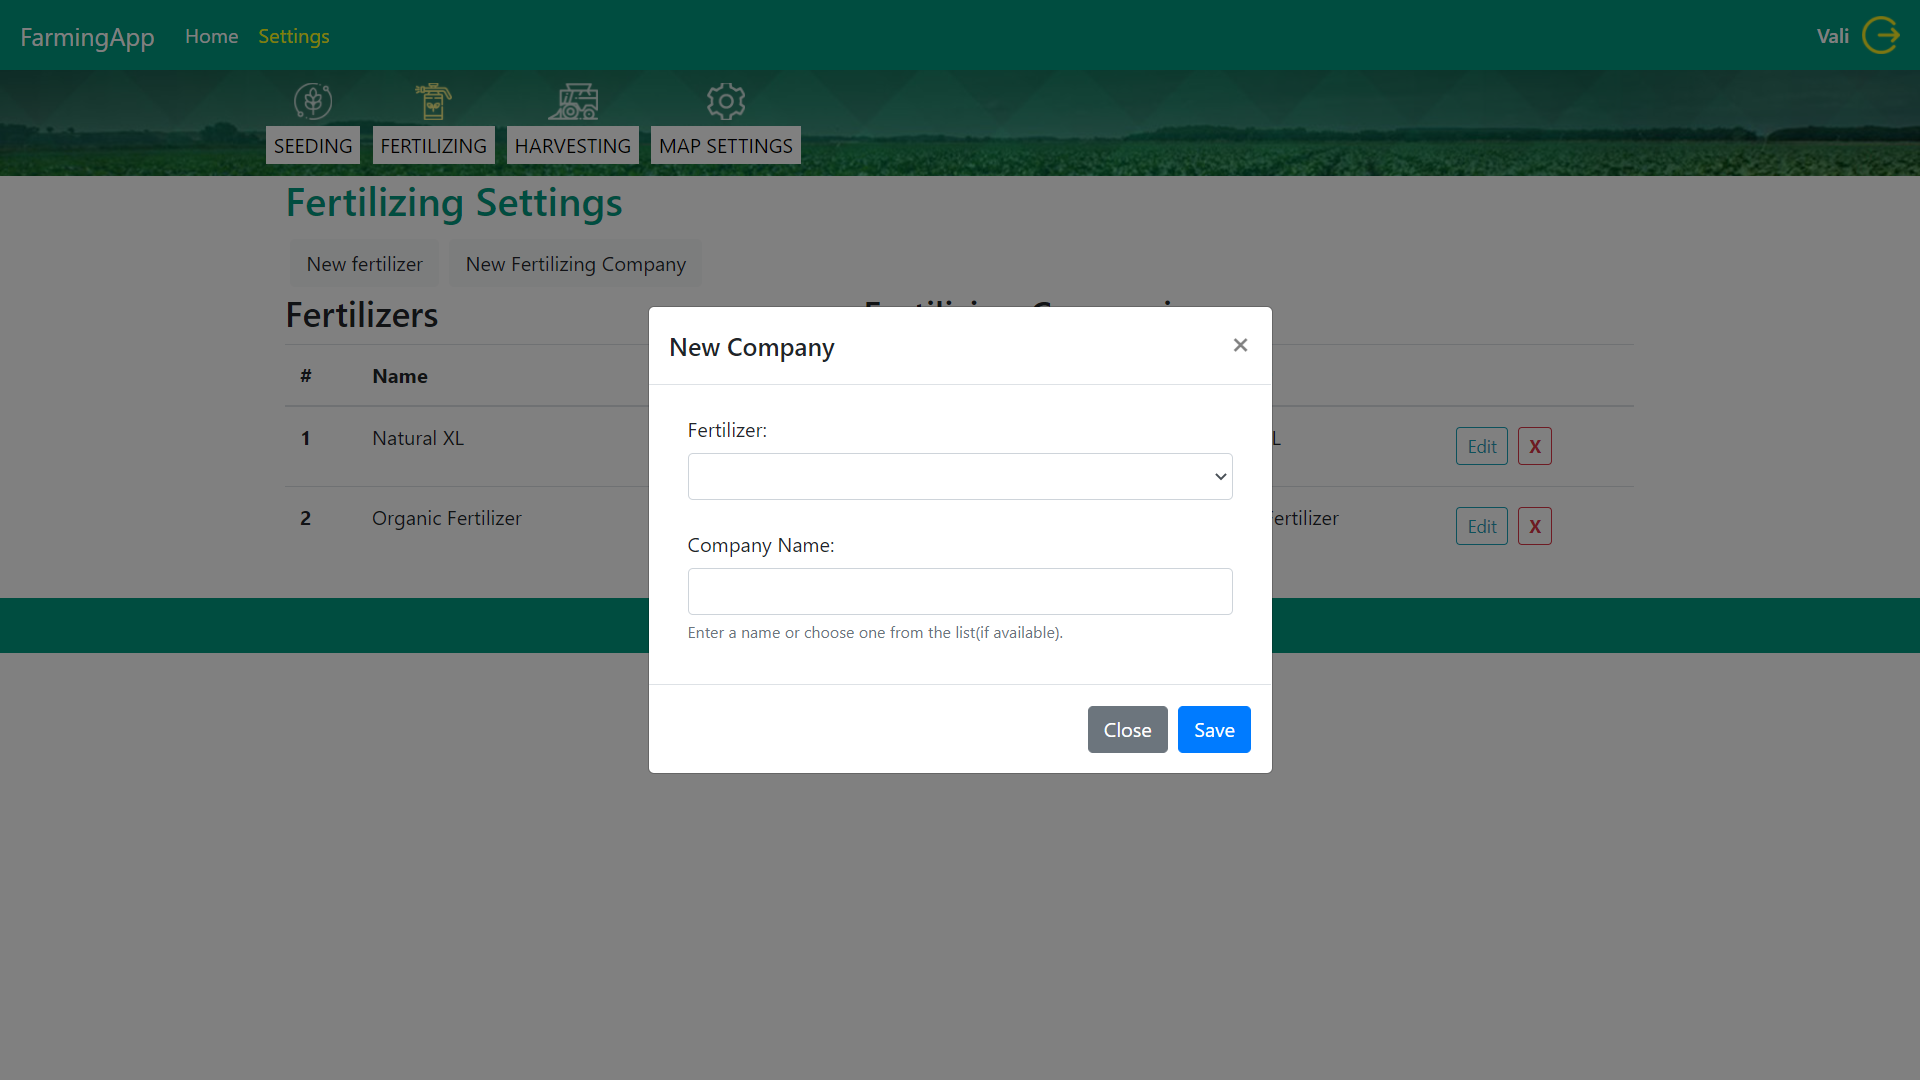 FarmingApp Home Settings Vali
SEEDING FERTILIZING HARVESTING MAP SETTINGS
Fertilizing Settings
New fertilizer New Fertilizing Company
Fertilizers
# Name
1 Natural XL L Edit X
2 Organic Fertilizer Fertilizer Edit X
New Company ×
Fertilizer:
Company Name:
Enter a name or choose one from the list(if available).
Close Save